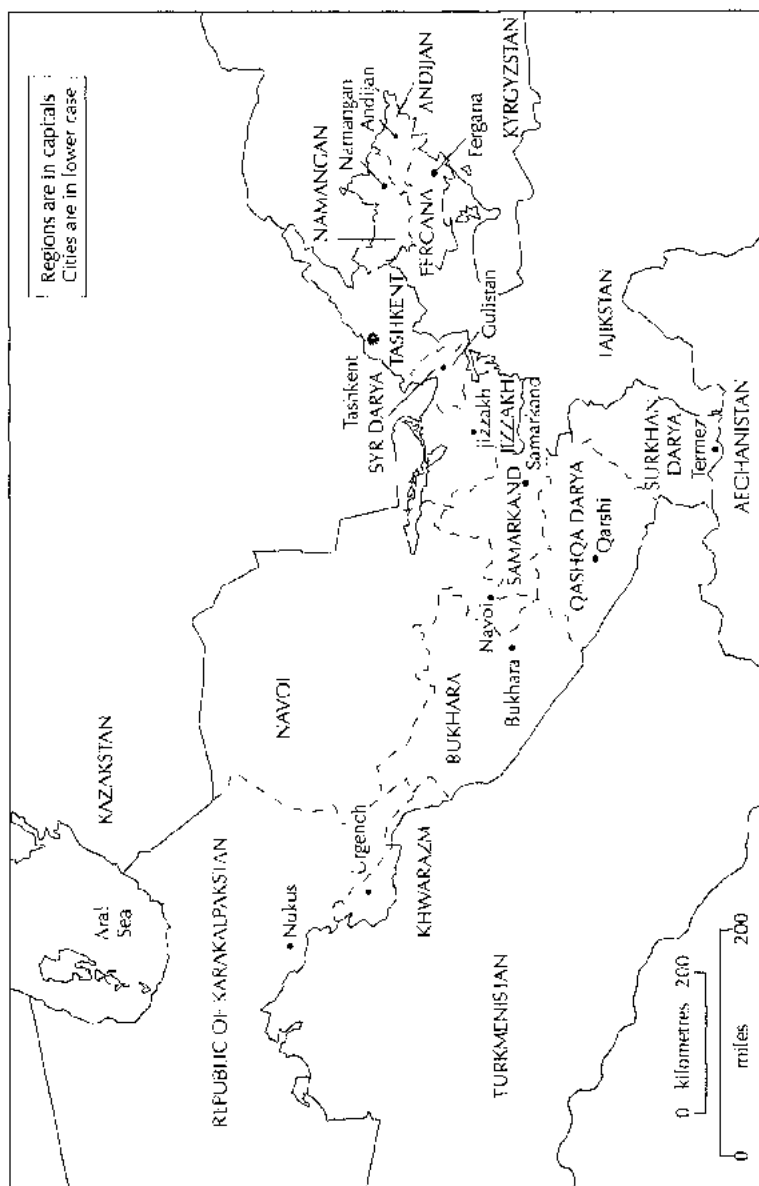 Regions are in capitals
Cities are in lower case
KAZAKSTAN
Aral
Sea
NAVOI
REPUBLIC OF KARAKALPAKSTAN
Nukus
Urgench
KHWARAZM
TURKMENISTAN
BUKHARA
Bukhara
Navoi
SAMARKAND
Samarkand
QASHQA DARYA
Qarshi
Tashkent
SYR DARYA
TASHKENT
Gulistan
Jizzakh
JIZZAKH
NAMANGAN
Namangan
Andijan
ANDIJAN
FERGANA
Fergana
KYRGYZSTAN
TAJIKSTAN
SURKHAN
DARYA
Termez
AFGHANISTAN
0 kilometres 200
0 miles 200